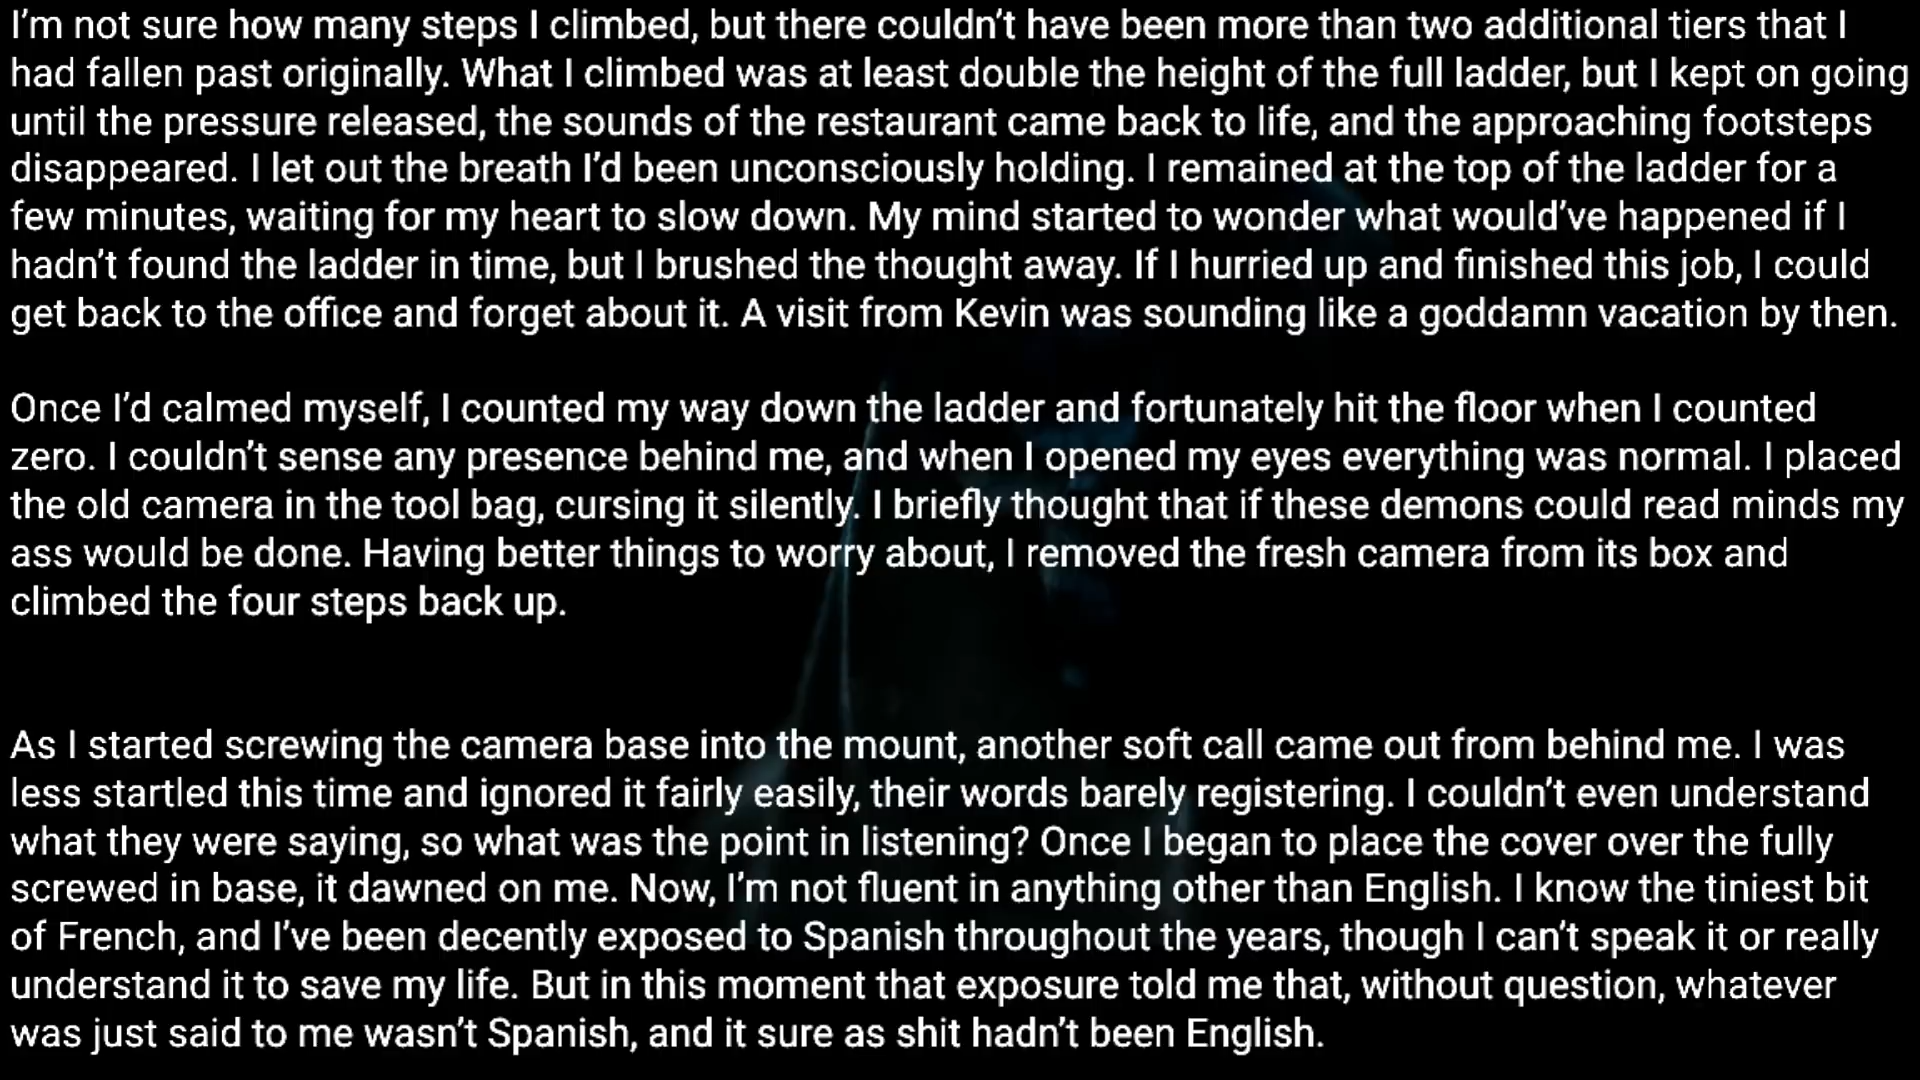 I’m not sure how many steps I climbed, but there couldn’t have been more than two additional tiers that I
had fallen past originally. What I climbed was at least double the height of the full ladder, but I kept on going
until the pressure released, the sounds of the restaurant came back to life, and the approaching footsteps
disappeared. I let out the breath I’d been unconsciously holding. I remained at the top of the ladder for a
few minutes, waiting for my heart to slow down. My mind started to wonder what would’ve happened if I
hadn’t found the ladder in time, but I brushed the thought away. If I hurried up and finished this job, I could
get back to the office and forget about it. A visit from Kevin was sounding like a goddamn vacation by then.
Once I’d calmed myself, I counted my way down the ladder and fortunately hit the floor when I counted
zero. I couldn’t sense any presence behind me, and when I opened my eyes everything was normal. I placed
the old camera in the tool bag, cursing it silently. I briefly thought that if these demons could read minds my
ass would be done. Having better things to worry about, I removed the fresh camera from its box and
climbed the four steps back up.
As I started screwing the camera base into the mount, another soft call came out from behind me. I was
less startled this time and ignored it fairly easily, their words barely registering. I couldn’t even understand
what they were saying, so what was the point in listening? Once I began to place the cover over the fully
screwed in base, it dawned on me. Now, I’m not fluent in anything other than English. I know the tiniest bit
of French, and I’ve been decently exposed to Spanish throughout the years, though I can’t speak it or really
understand it to save my life. But in this moment that exposure told me that, without question, whatever
was just said to me wasn’t Spanish, and it sure as shit hadn’t been English.